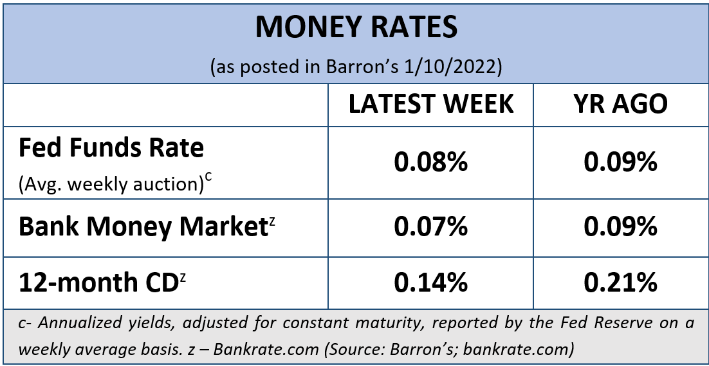 MONEY RATES
(as posted in Barron’s 1/10/2022)
LATEST WEEK YR AGO
Fed Funds Rate
(Avg. weekly auction)c 0.08% 0.09%
Bank Money Marketz 0.07% 0.09%
12-month CDz 0.14% 0.21%
c- Annualized yields, adjusted for constant maturity, reported by the Fed Reserve on a
weekly average basis. z – Bankrate.com (Source: Barron’s; bankrate.com)